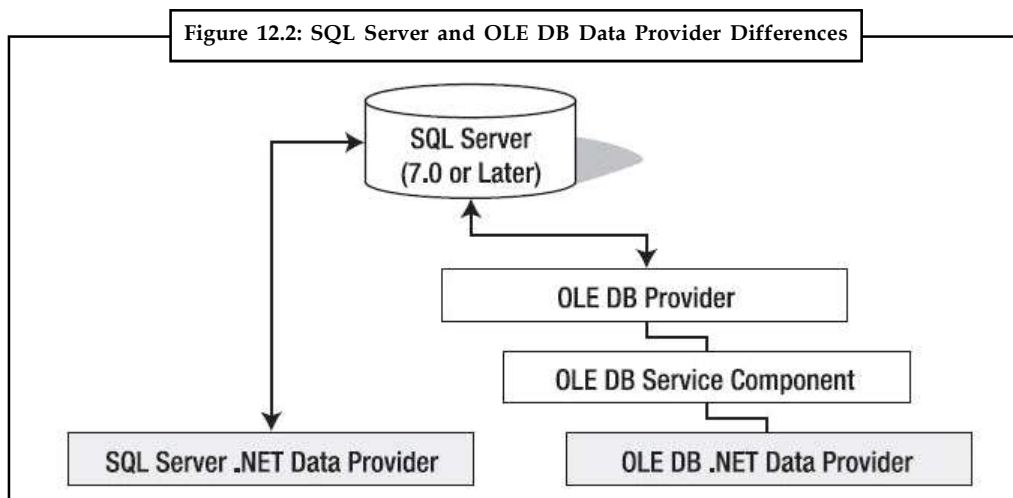 Figure 12.2: SQL Server and OLE DB Data Provider Differences
SQL Server
(7.0 or Later)
OLE DB Provider
OLE DB Service Component
SQL Server .NET Data Provider
OLE DB .NET Data Provider